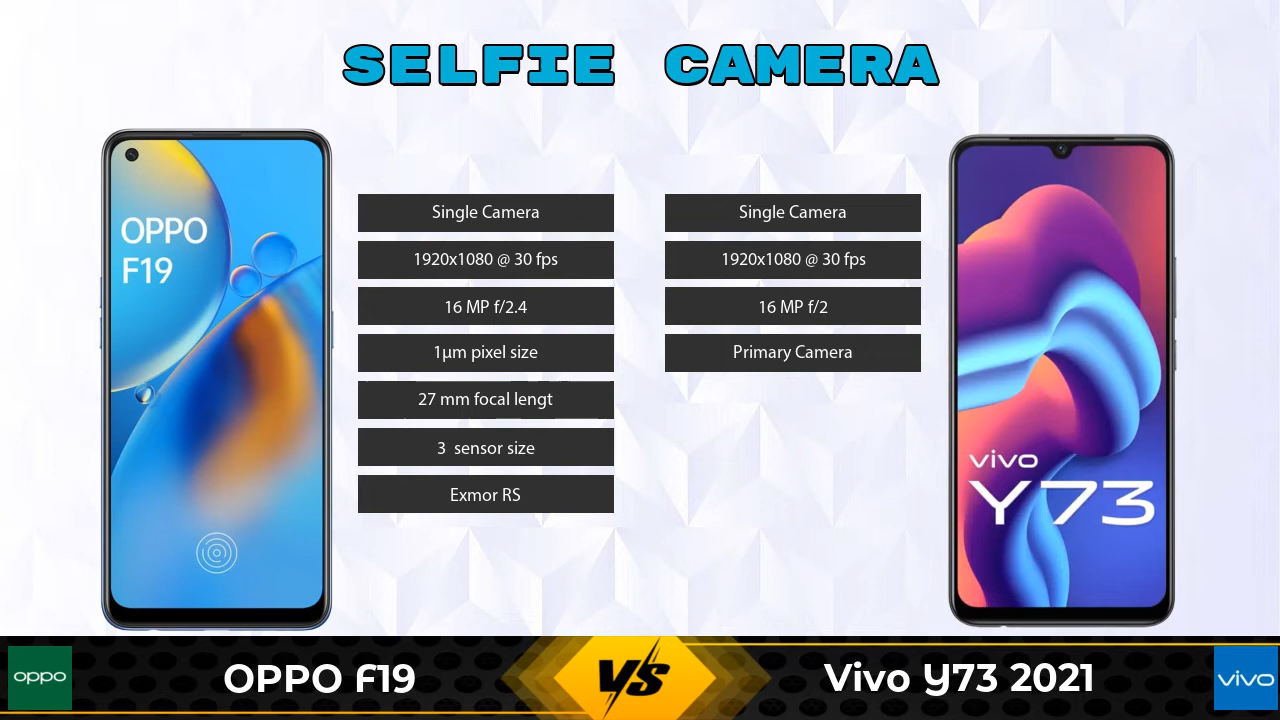 SELFIE CAMERA
OPPO
F19
Single Camera
1920x1080 @ 30 fps
16 MP f/2.4
1µm pixel size
27 mm focal lengt
3 sensor size
Exmor RS
Single Camera
1920x1080 @ 30 fps
16 MP f/2
Primary Camera
vivo
Y73
oppo
OPPO F19
VS
Vivo Y73 2021
vivo